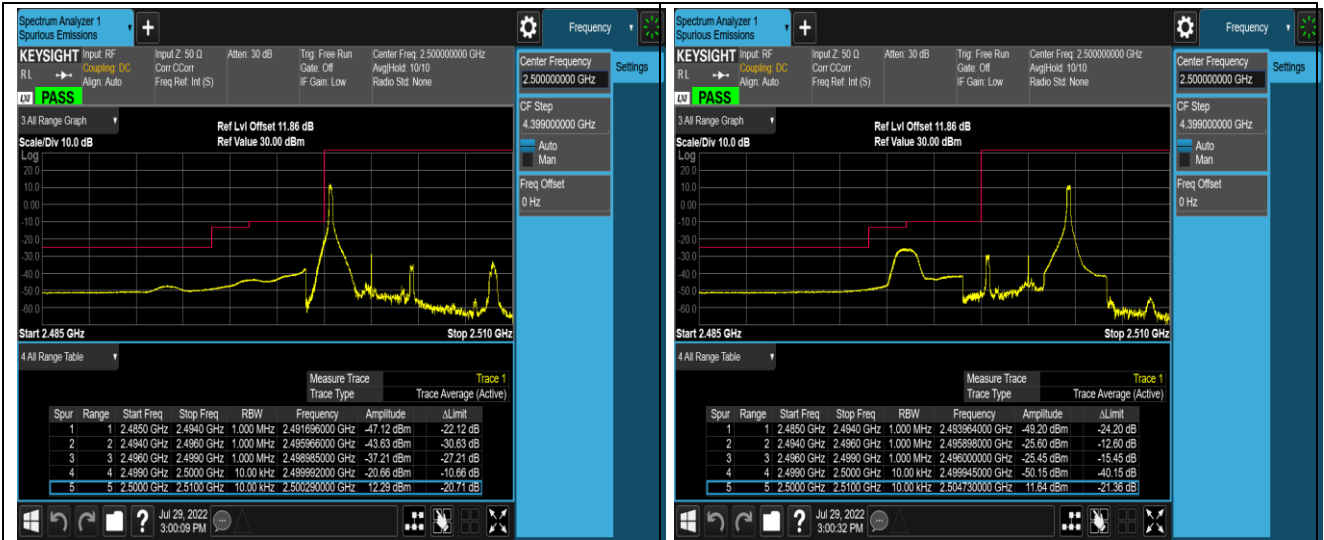 Spectrum Analyzer 1
Spurious Emissions
+
Frequency
KEYSIGHT Input: RF Input Z: 50 Ω Atten: 30 dB Trig: Free Run Center Freq: 2.500000000 GHz
RL Coupling: DC Corr CCorr Gate: Off Avg|Hold: 10/10
Align: Auto Freq Ref: Int (S) IF Gain: Low Radio Std: None
LXI PASS
Center Frequency
2.500000000 GHz
Settings
CF Step
4.399000000 GHz
Auto
Man
Freq Offset
0 Hz
3 All Range Graph
Ref Lvl Offset 11.86 dB
Scale/Div 10.0 dB Ref Value 30.00 dBm
Log
20.0
10.0
0.00
-10.0
-20.0
-30.0
-40.0
-50.0
-60.0
Start 2.485 GHz Stop 2.510 GHz
4 All Range Table
Measure Trace Trace 1
Trace Type Trace Average (Active)
Spur Range Start Freq Stop Freq RBW Frequency Amplitude ΔLimit
1 1 2.4850 GHz 2.4940 GHz 1.000 MHz 2.491696000 GHz -47.12 dBm -22.12 dB
2 2 2.4940 GHz 2.4960 GHz 1.000 MHz 2.495966000 GHz -43.63 dBm -30.63 dB
3 3 2.4960 GHz 2.4990 GHz 1.000 MHz 2.498985000 GHz -37.21 dBm -27.21 dB
4 4 2.4990 GHz 2.5000 GHz 10.00 kHz 2.499992000 GHz -20.66 dBm -10.66 dB
5 5 2.5000 GHz 2.5100 GHz 10.00 kHz 2.500290000 GHz 12.29 dBm -20.71 dB
? Jul 29, 2022
3:00:09 PM
Spectrum Analyzer 1
Spurious Emissions
+
Frequency
KEYSIGHT Input: RF Input Z: 50 Ω Atten: 30 dB Trig: Free Run Center Freq: 2.500000000 GHz
RL Coupling: DC Corr CCorr Gate: Off Avg|Hold: 10/10
Align: Auto Freq Ref: Int (S) IF Gain: Low Radio Std: None
LXI PASS
Center Frequency
2.500000000 GHz
Settings
CF Step
4.399000000 GHz
Auto
Man
Freq Offset
0 Hz
3 All Range Graph
Ref Lvl Offset 11.86 dB
Scale/Div 10.0 dB Ref Value 30.00 dBm
Log
20.0
10.0
0.00
-10.0
-20.0
-30.0
-40.0
-50.0
-60.0
Start 2.485 GHz Stop 2.510 GHz
4 All Range Table
Measure Trace Trace 1
Trace Type Trace Average (Active)
Spur Range Start Freq Stop Freq RBW Frequency Amplitude ΔLimit
1 1 2.4850 GHz 2.4940 GHz 1.000 MHz 2.493964000 GHz -49.20 dBm -24.20 dB
2 2 2.4940 GHz 2.4960 GHz 1.000 MHz 2.495898000 GHz -25.60 dBm -12.60 dB
3 3 2.4960 GHz 2.4990 GHz 1.000 MHz 2.496000000 GHz -25.45 dBm -15.45 dB
4 4 2.4990 GHz 2.5000 GHz 10.00 kHz 2.499945000 GHz -50.15 dBm -40.15 dB
5 5 2.5000 GHz 2.5100 GHz 10.00 kHz 2.504730000 GHz 11.64 dBm -21.36 dB
? Jul 29, 2022
3:00:32 PM